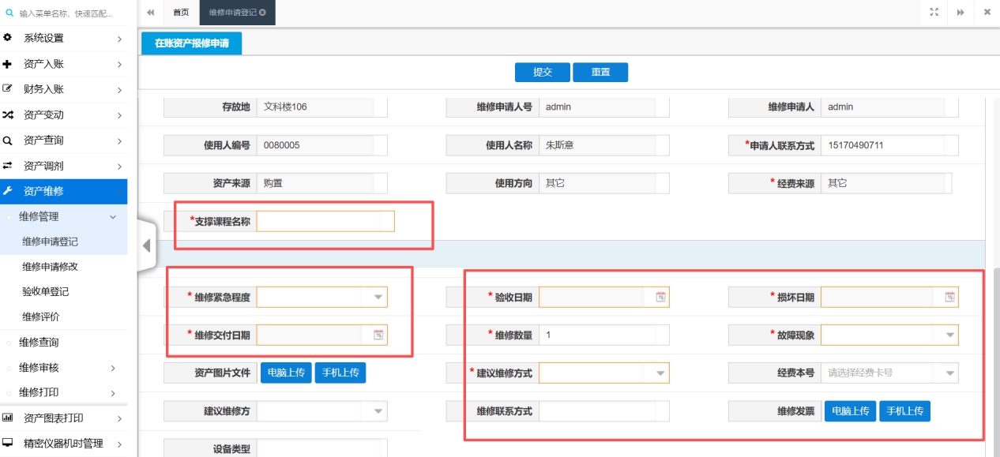 输入菜单名称，快速匹配...
首页
维修申请登记
系统设置
资产入账
财务入账
资产变动
资产查询
资产调剂
资产维修
维修管理
维修申请登记
维修申请修改
验收单登记
维修评价
维修查询
维修审核
维修打印
资产图表打印
精密仪器机时管理
在账资产报修申请
提交 重置
存放地 文科楼106 维修申请人号 admin 维修申请人 admin
使用人编号 0080005 使用人名称 朱斯意 *申请人联系方式 15170490711
资产来源 购置 使用方向 其它 * 经费来源 其它
*支撑课程名称
* 维修紧急程度 * 验收日期 * 损坏日期
* 维修交付日期 * 维修数量 1 * 故障现象
资产图片文件 电脑上传 手机上传 * 建议维修方式 经费本号 请选择经费卡号
建议维修方 维修联系方式 维修发票 电脑上传 手机上传
设备类型